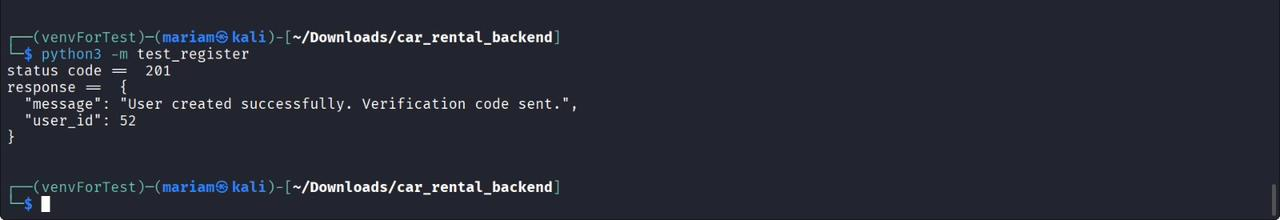 ┌──(venvForTest)─(mariam㉿kali)-[~/Downloads/car_rental_backend]
└─$ python3 -m test_register
status code ==  201
response ==  {
  "message": "User created successfully. Verification code sent.",
  "user_id": 52
}
┌──(venvForTest)─(mariam㉿kali)-[~/Downloads/car_rental_backend]
└─$